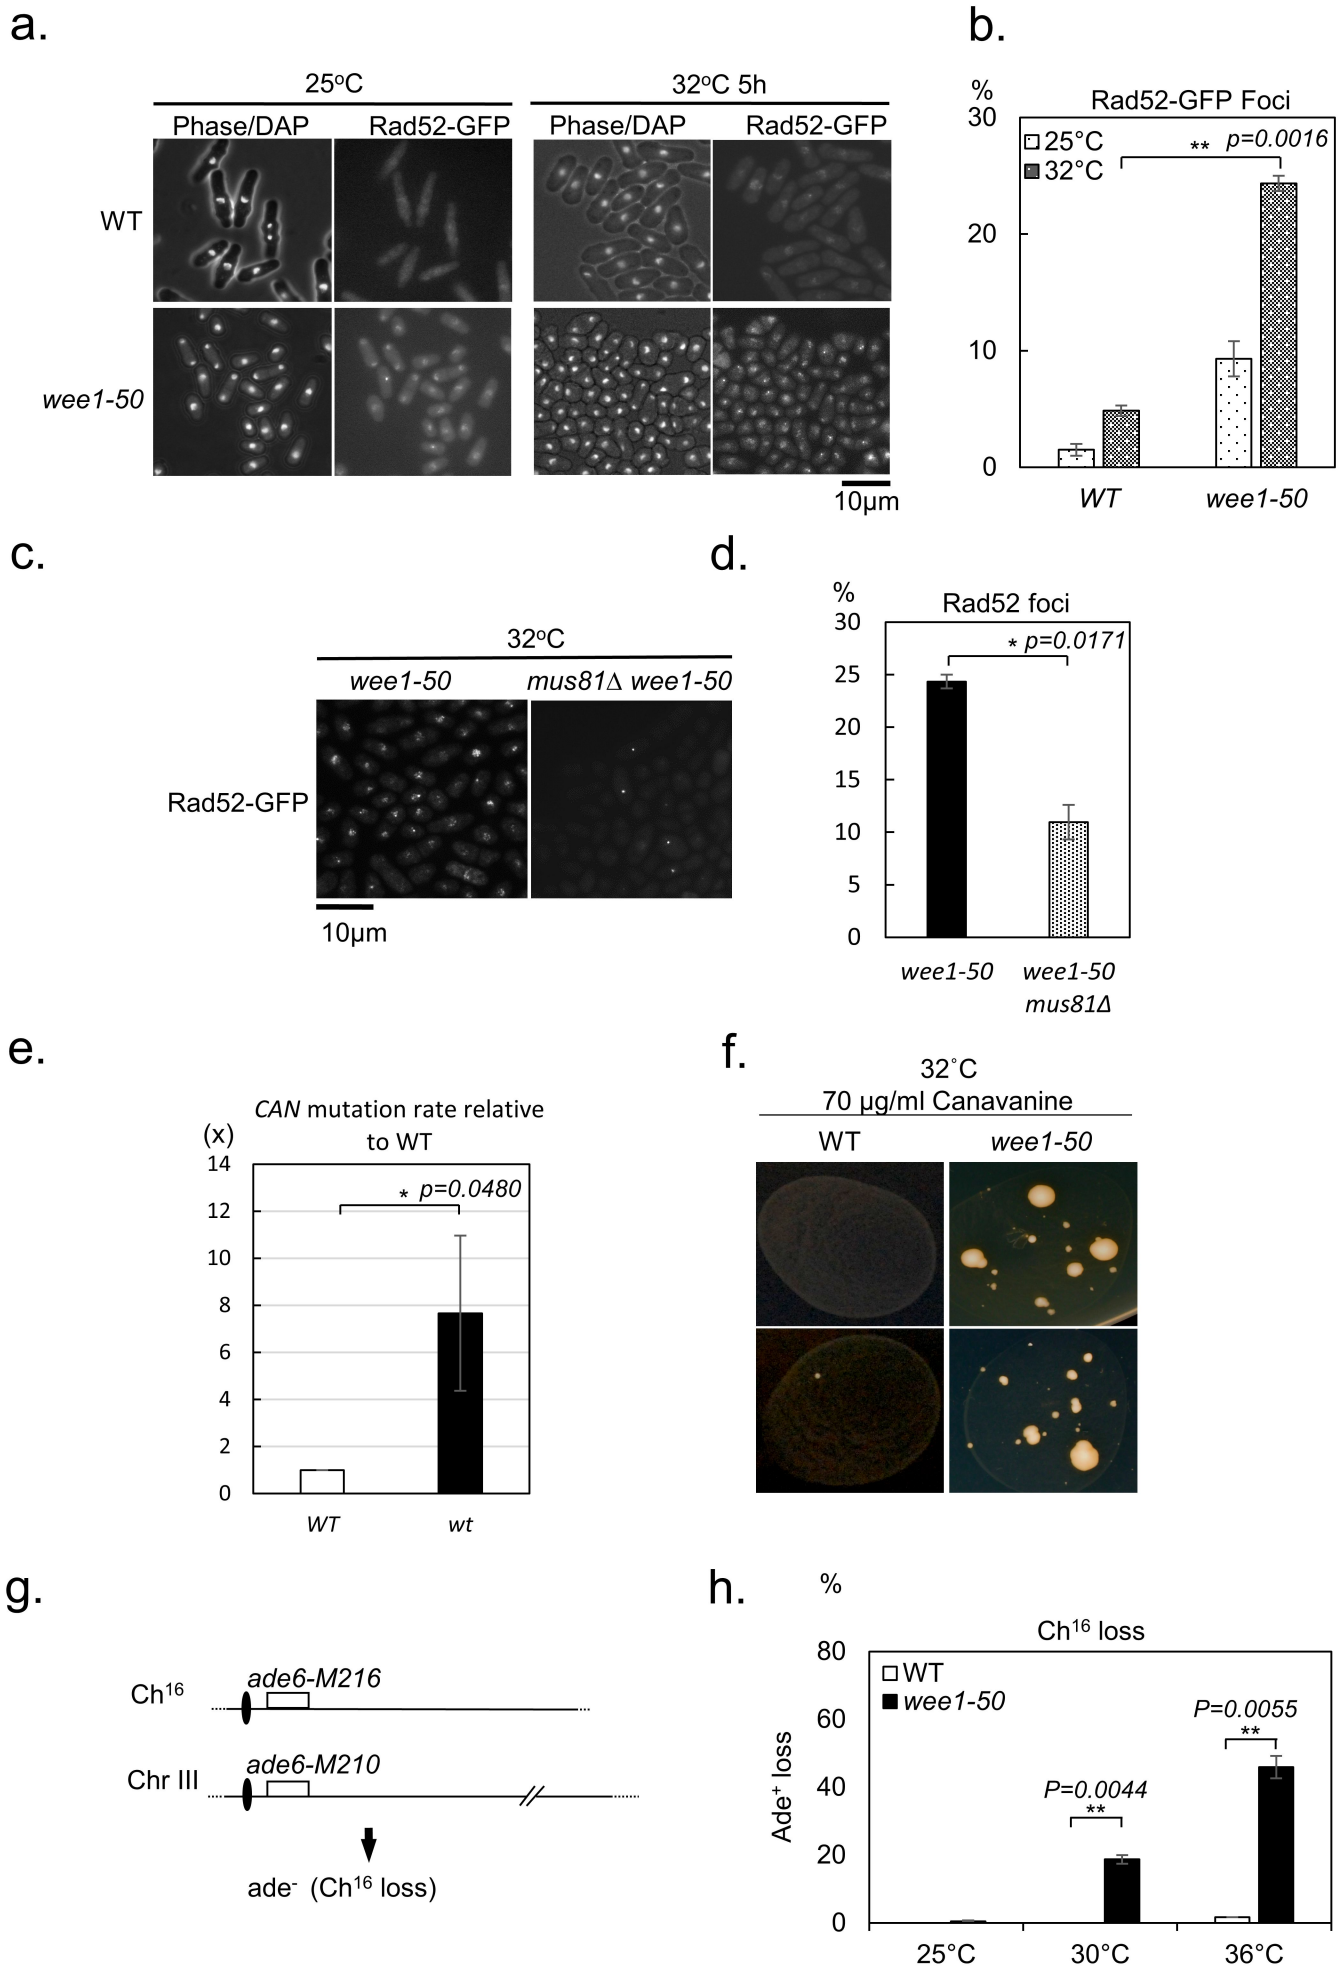 a.
25°C
32°C 5h
Phase/DAP
Rad52-GFP
Phase/DAP
Rad52-GFP
WT
wee1-50
10µm
b.
%
Rad52-GFP Foci
30
25°C
32°C
** p=0.0016
20
10
0
WT
wee1-50
c.
32°C
wee1-50
mus81Δ wee1-50
Rad52-GFP
10µm
d.
%
Rad52 foci
30
* p=0.0171
25
20
15
10
5
0
wee1-50
wee1-50
mus81Δ
e.
CAN mutation rate relative
to WT
(x)
14
* p=0.0480
12
10
8
6
4
2
0
WT
wt
f.
32˚C
70 µg/ml Canavanine
WT
wee1-50
g.
Ch16
ade6-M216
Chr III
ade6-M210
ade- (Ch16 loss)
h.
%
Ch16 loss
80
WT
wee1-50
60
P=0.0055
**
40
P=0.0044
**
20
0
Ade+ loss
25°C
30°C
36°C